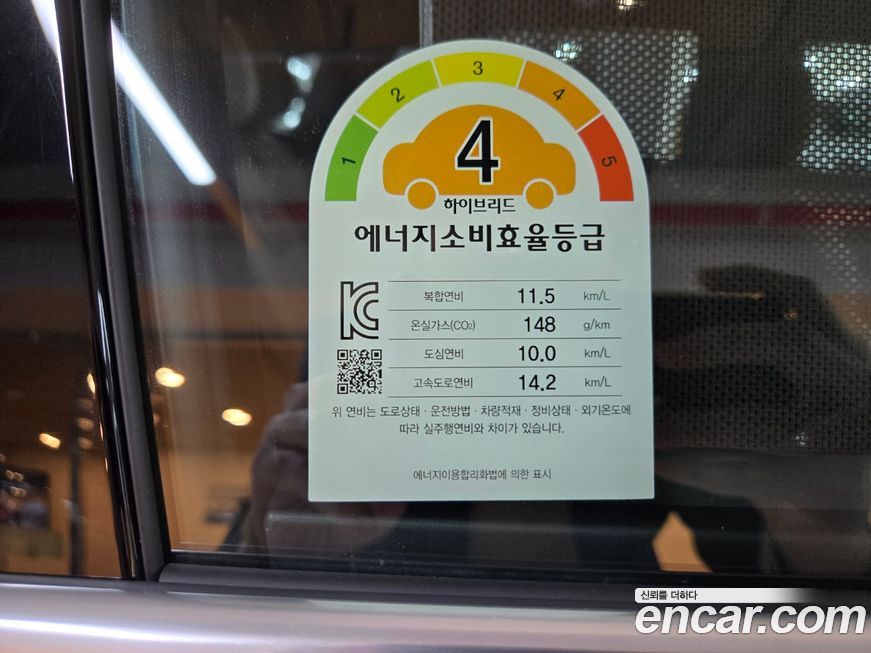 1 2 3 4 5
4
하이브리드
에너지소비효율등급
복합연비 11.5 km/L
온실가스(CO₂) 148 g/km
도심연비 10.0 km/L
고속도로연비 14.2 km/L
위 연비는 도로상태 · 운전방법 · 차량적재 · 정비상태 · 외기온도에
따라 실주행연비와 차이가 있습니다.
에너지이용합리화법에 의한 표시
신뢰를 더하다
encar.com